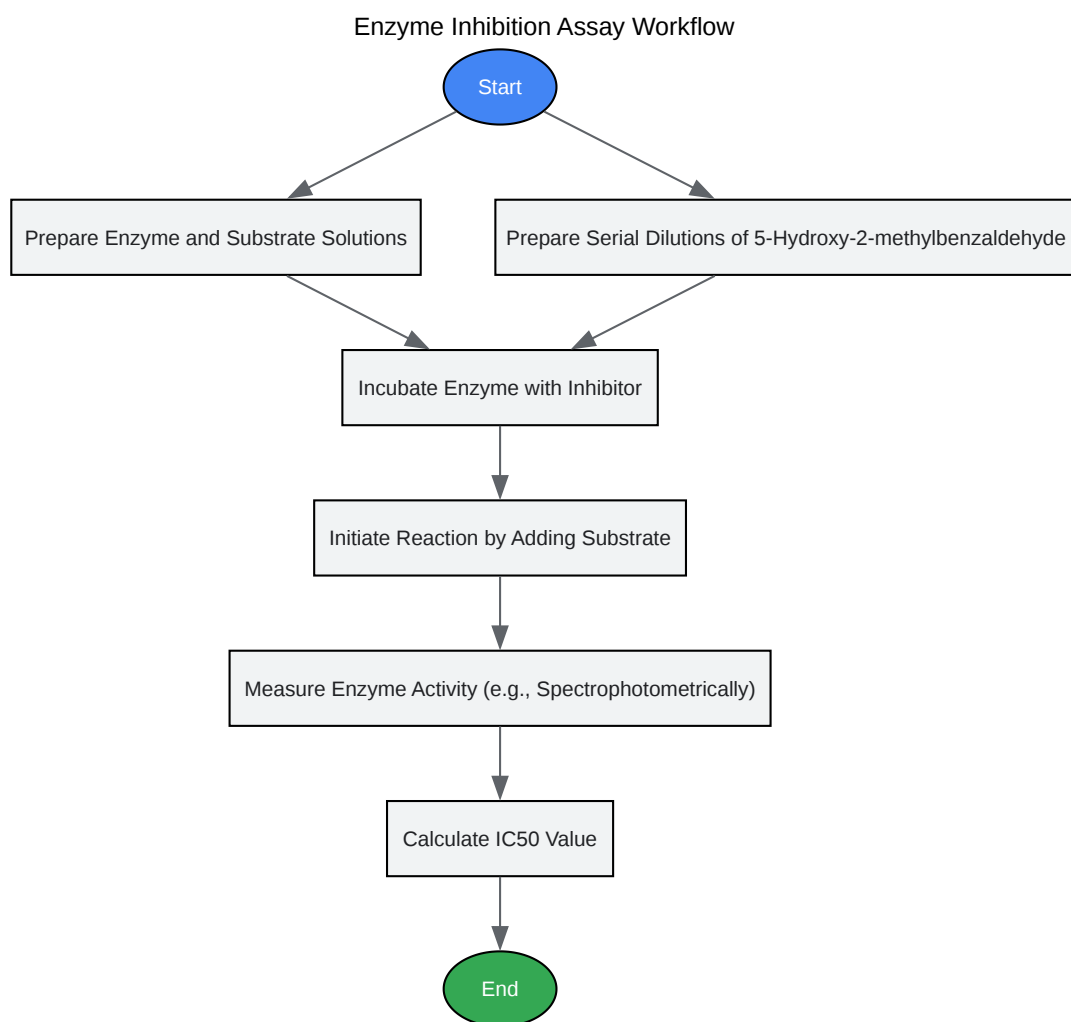 Enzyme Inhibition Assay Workflow
Start
Prepare Enzyme and Substrate Solutions
Prepare Serial Dilutions of 5-Hydroxy-2-methylbenzaldehyde
Incubate Enzyme with Inhibitor
Initiate Reaction by Adding Substrate
Measure Enzyme Activity (e.g., Spectrophotometrically)
Calculate IC50 Value
End